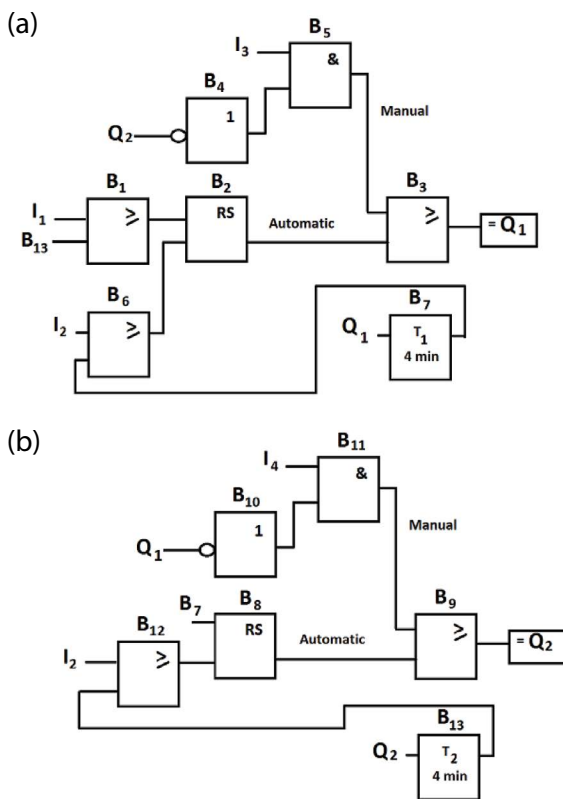 (a)
B5
I3
&
B4
Manual
1
Q2
B1
B2
B3
I1
≥
RS
Automatic
≥
= Q1
B13
B6
B7
I2
≥
Q1
T1
4 min
(b)
B11
I4
&
B10
Manual
1
Q1
B7
B8
B9
B12
RS
Automatic
≥
= Q2
I2
≥
B13
Q2
T2
4 min